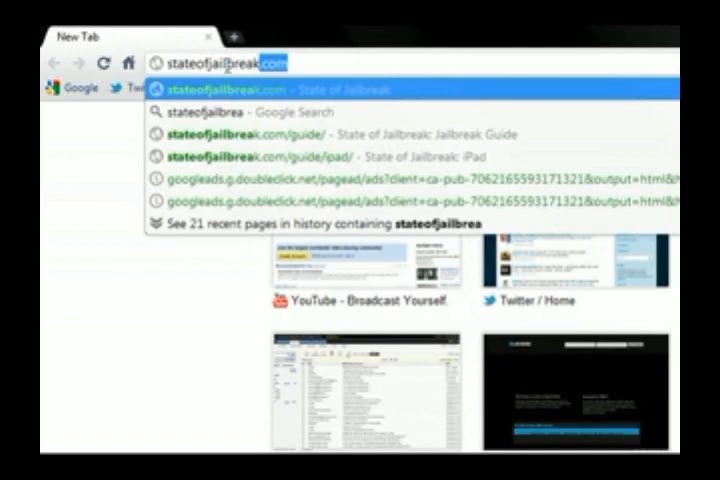 New Tab
stateofjailbreak.com
Google
stateofjailbreak.com - State of Jailbreak
stateofjailbrea - Google Search
stateofjailbreak.com/guide/ - State of Jailbreak: Jailbreak Guide
stateofjailbreak.com/guide/ipad/ - State of Jailbreak: iPad
googleads.g.doubleclick.net/pagead/ads?client=ca-pub-7062165593171321&output=html&
googleads.g.doubleclick.net/pagead/ads?client=ca-pub-7062165593171321&output=html&
See 21 recent pages in history containing stateofjailbrea
YouTube - Broadcast Yourself.
Twitter / Home